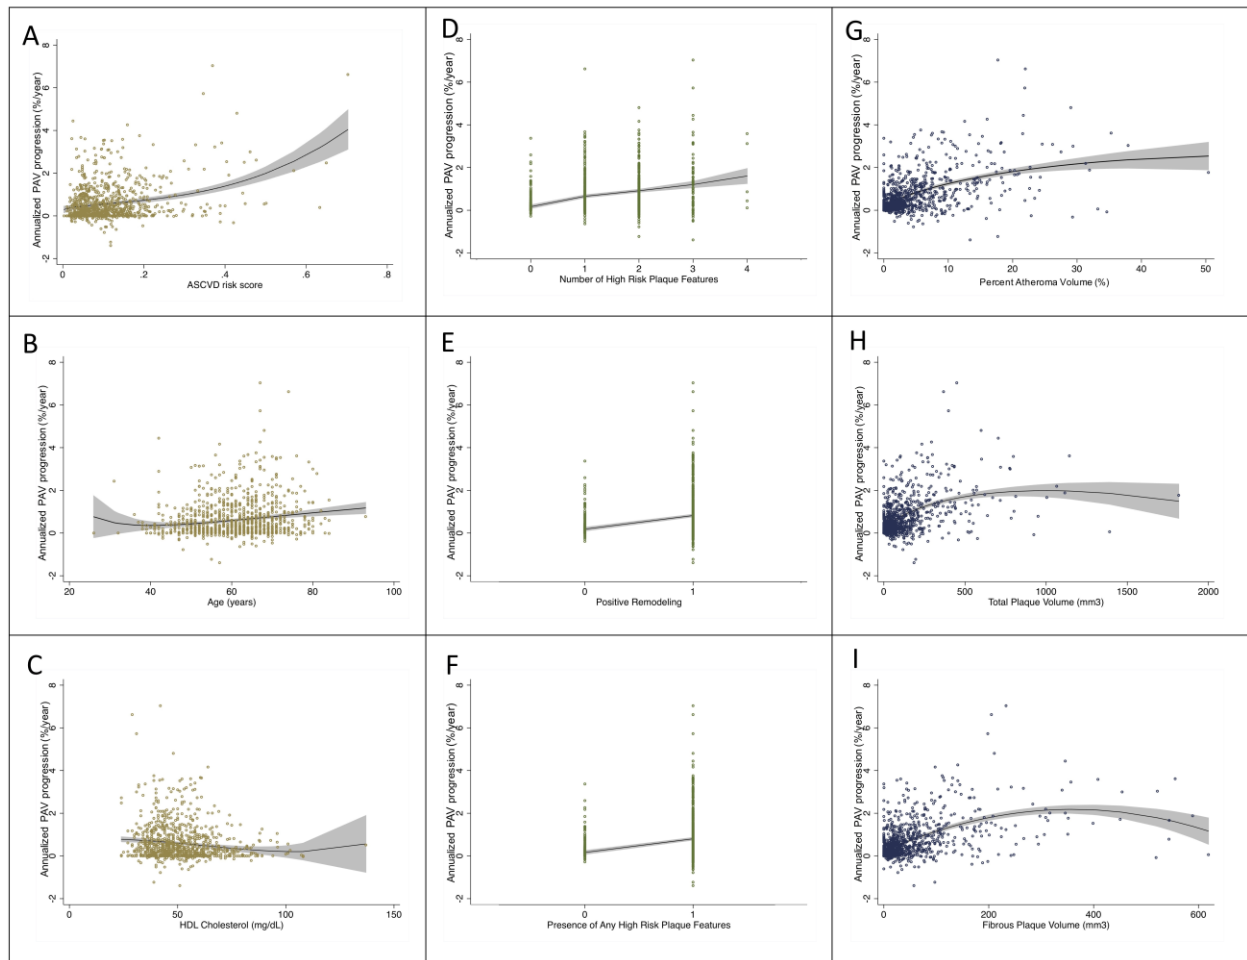 A
Annualized PAV progression (%/year)
8
6
4
2
0
-2
0 .2 .4 .6 .8
ASCVD risk score
D
Annualized PAV progression (%/year)
8
6
4
2
0
-2
0 1 2 3 4
Number of High Risk Plaque Features
G
Annualized PAV progression (%/year)
8
6
4
2
0
-2
0 10 20 30 40 50
Percent Atheroma Volume (%)
B
Annualized PAV progression (%/year)
8
6
4
2
0
-2
20 40 60 80 100
Age (years)
E
Annualized PAV progression (%/year)
8
6
4
2
0
-2
0 1
Positive Remodeling
H
Annualized PAV progression (%/year)
8
6
4
2
0
-2
0 500 1000 1500 2000
Total Plaque Volume (mm3)
C
Annualized PAV progression (%/year)
8
6
4
2
0
-2
0 50 100 150
HDL Cholesterol (mg/dL)
F
Annualized PAV progression (%/year)
8
6
4
2
0
-2
0 1
Presence of Any High Risk Plaque Features
I
Annualized PAV progression (%/year)
8
6
4
2
0
-2
0 200 400 600
Fibrous Plaque Volume (mm3)